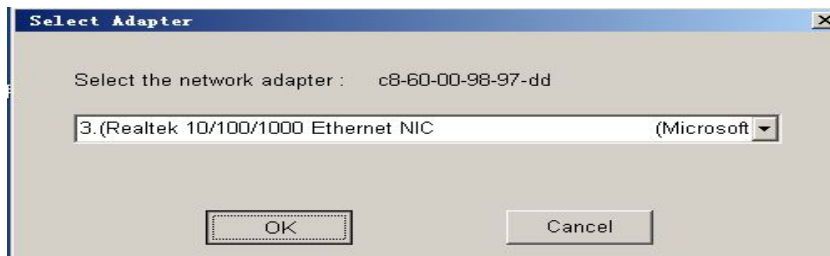 Select Adapter
Select the network adapter : c8-60-00-98-97-dd
3.(Realtek 10/100/1000 Ethernet NIC (Microsoft
OK
Cancel